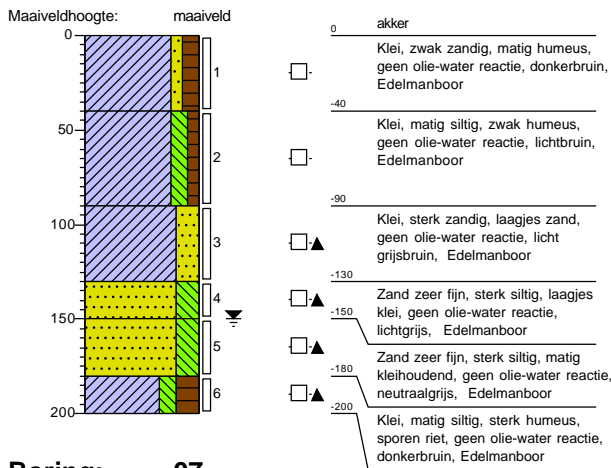 Maaiveldhoogte: maaiveld
0
50
100
150
200
1
2
3
4
5
6
0
akker
Klei, zwak zandig, matig humeus,
geen olie-water reactie, donkerbruin,
Edelmanboor
-40
Klei, matig siltig, zwak humeus,
geen olie-water reactie, lichtbruin,
Edelmanboor
-90
Klei, sterk zandig, laagjes zand,
geen olie-water reactie, licht
grijsbruin, Edelmanboor
-130
Zand zeer fijn, sterk siltig, laagjes
klei, geen olie-water reactie,
lichtgrijs, Edelmanboor
-150
Zand zeer fijn, sterk siltig, matig
kleihoudend, geen olie-water reactie,
neutraalgrijs, Edelmanboor
-180
Klei, matig siltig, sterk humeus,
sporen riet, geen olie-water reactie,
donkerbruin, Edelmanboor
-200
Boring: 07